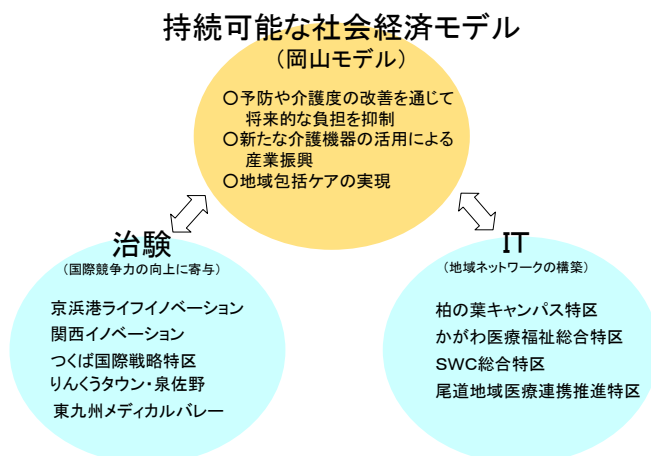 持続可能な社会経済モデル
(岡山モデル)
○予防や介護度の改善を通じて
将来的な負担を抑制
○新たな介護機器の活用による
産業振興
○地域包括ケアの実現
治験
(国際競争力の向上に寄与)
京浜港ライフイノベーション
関西イノベーション
つくば国際戦略特区
りんくうタウン・泉佐野
東九州メディカルバレー
IT
(地域ネットワークの構築)
柏の葉キャンパス特区
かがわ医療福祉総合特区
SWC総合特区
尾道地域医療連携推進特区